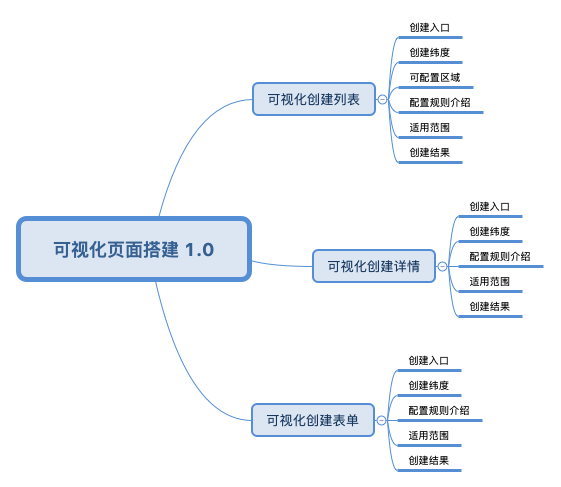 可视化页面搭建 1.0
可视化创建列表
创建入口
创建纬度
可配置区域
配置规则介绍
适用范围
创建结果
可视化创建详情
创建入口
创建纬度
配置规则介绍
适用范围
创建结果
可视化创建表单
创建入口
创建纬度
配置规则介绍
适用范围
创建结果